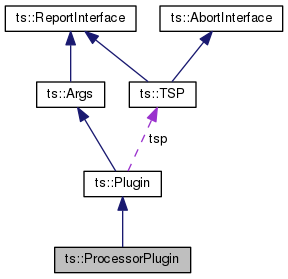 ts::ReportInterface
ts::AbortInterface
ts::Args
ts::TSP
tsp
ts::Plugin
ts::ProcessorPlugin